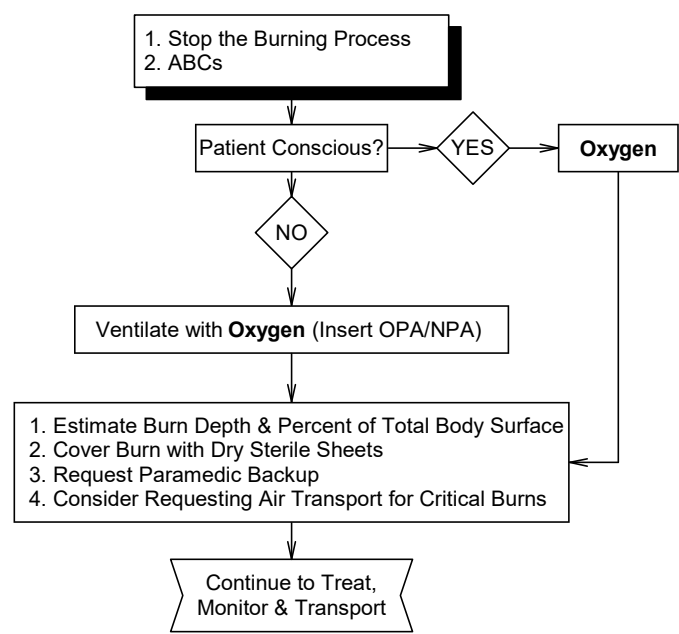 1. Stop the Burning Process
2. ABCs
Patient Conscious?
YES
Oxygen
NO
Ventilate with Oxygen (Insert OPA/NPA)
1. Estimate Burn Depth & Percent of Total Body Surface
2. Cover Burn with Dry Sterile Sheets
3. Request Paramedic Backup
4. Consider Requesting Air Transport for Critical Burns
Continue to Treat,
Monitor & Transport